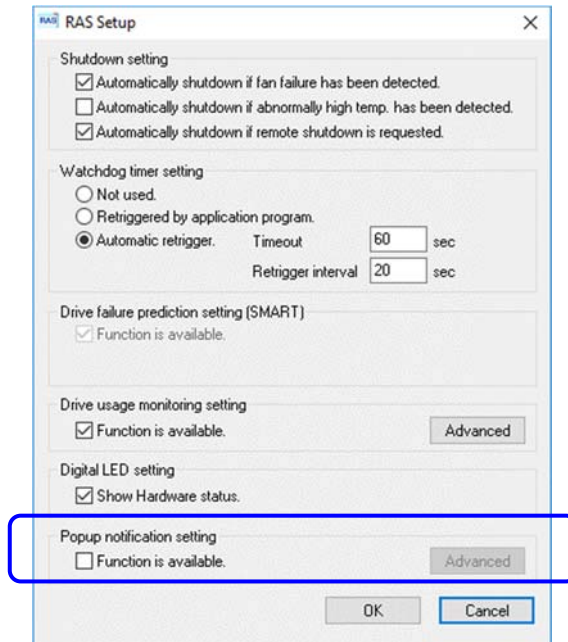 RAS RAS Setup
Shutdown setting
Automatically shutdown if fan failure has been detected.
Automatically shutdown if abnormally high temp. has been detected.
Automatically shutdown if remote shutdown is requested.
Watchdog timer setting
Not used.
Retriggered by application program.
Automatic retrigger. Timeout 60 sec
Retrigger interval 20 sec
Drive failure prediction setting (SMART)
Function is available.
Drive usage monitoring setting
Function is available. Advanced
Digital LED setting
Show Hardware status.
Popup notification setting
Function is available. Advanced
OK Cancel